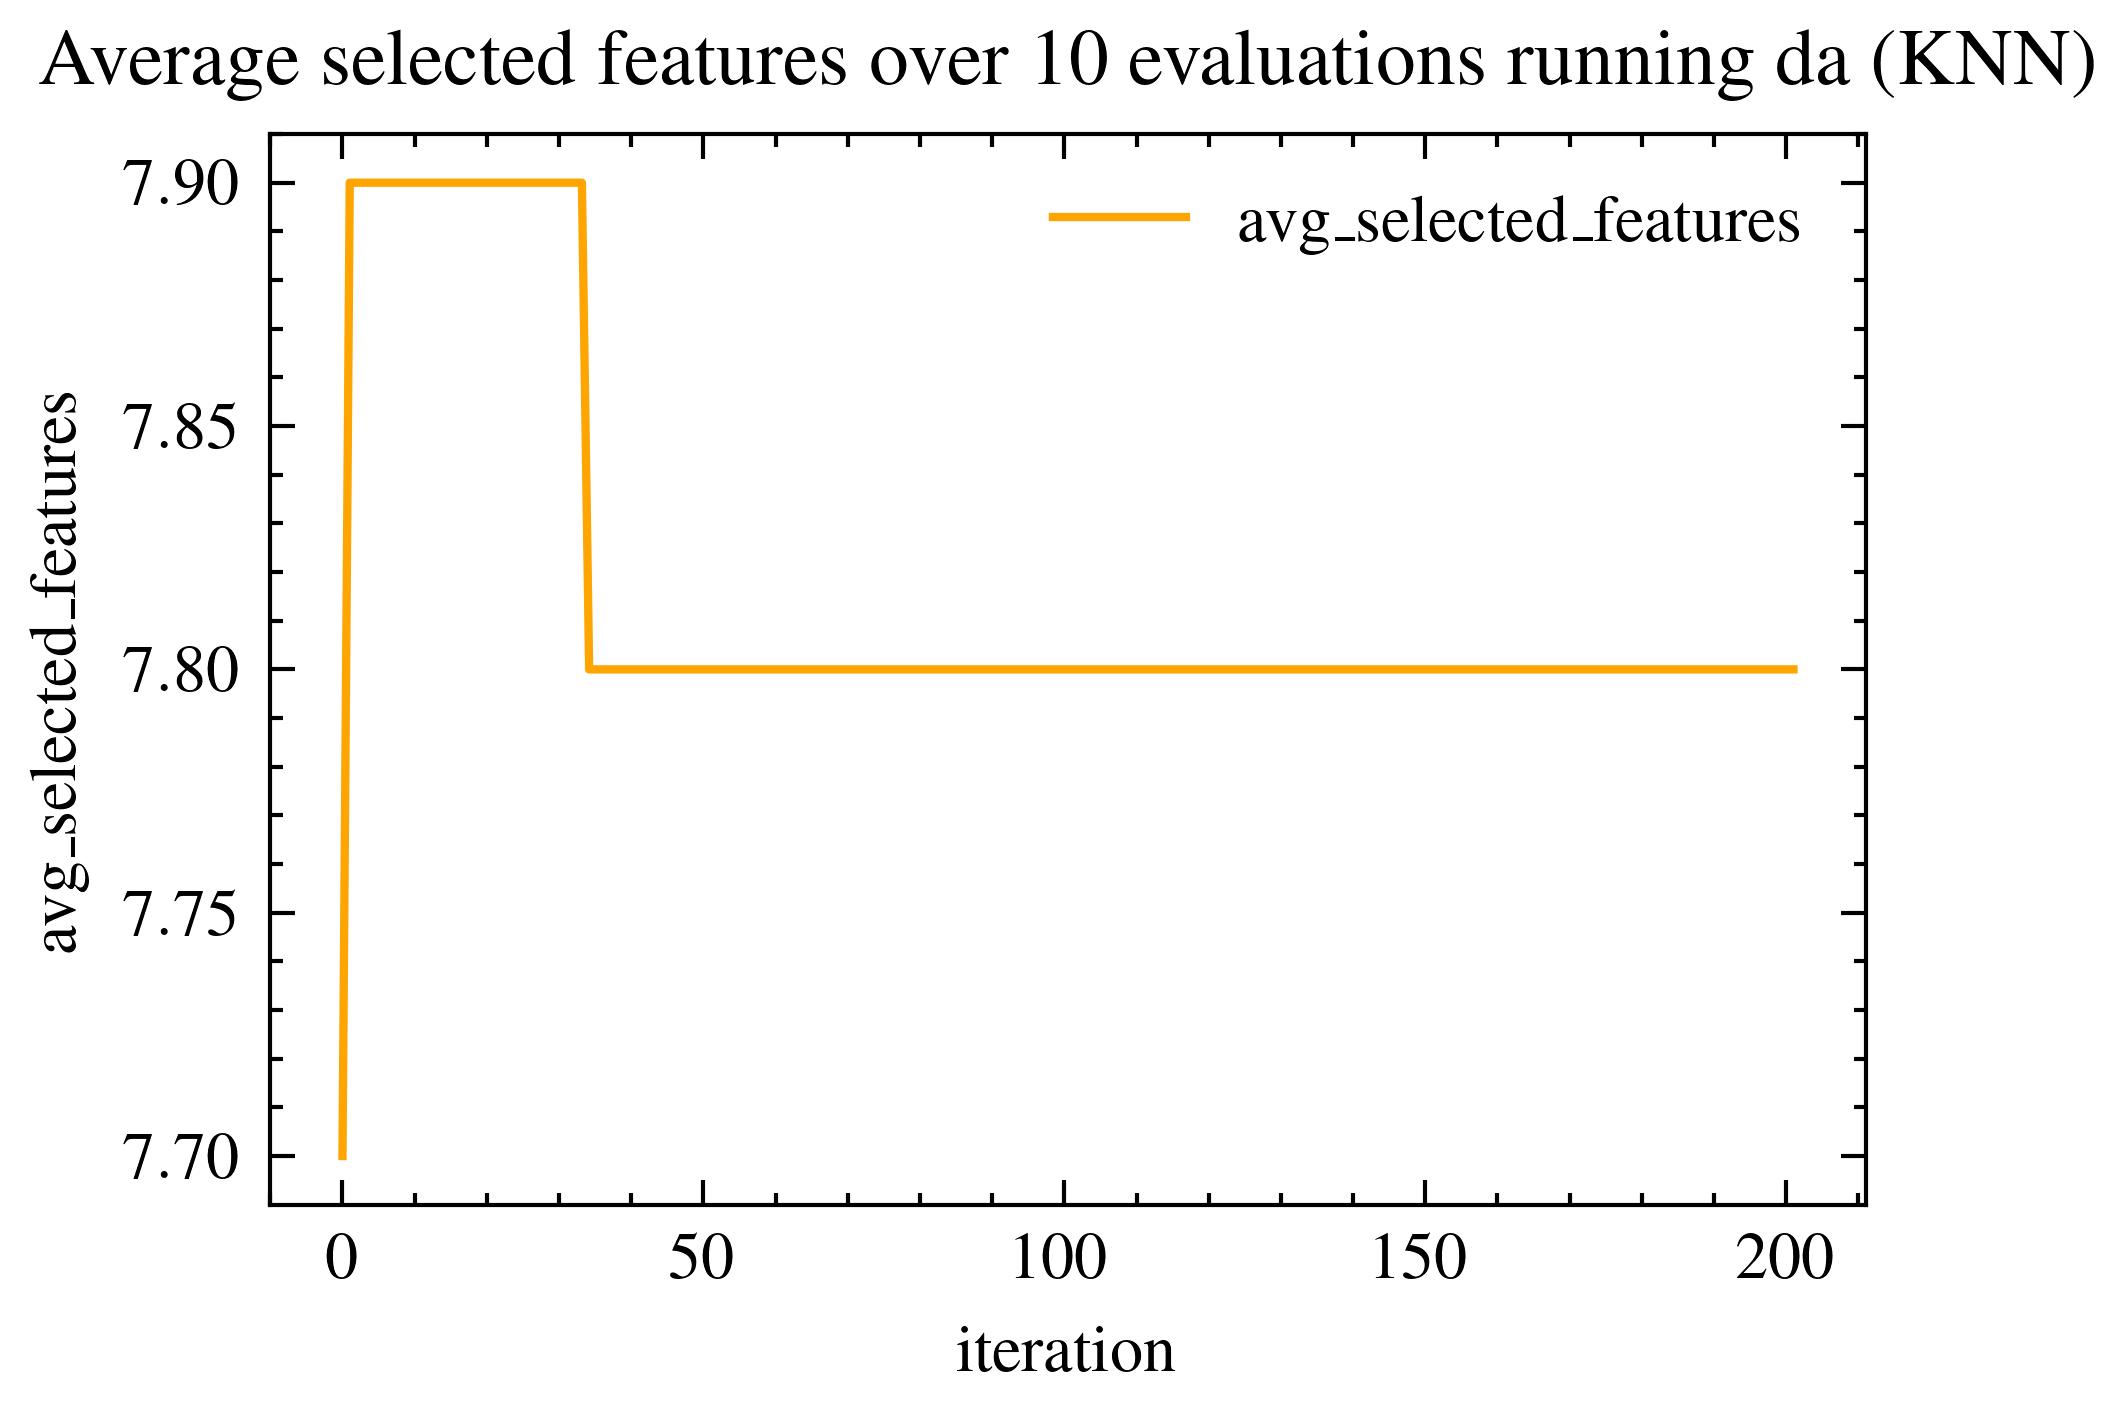 Average selected features over 10 evaluations running da (KNN)
avg_selected_features
7.90
7.85
7.80
7.75
7.70
avg_selected_features
0 50 100 150 200
iteration